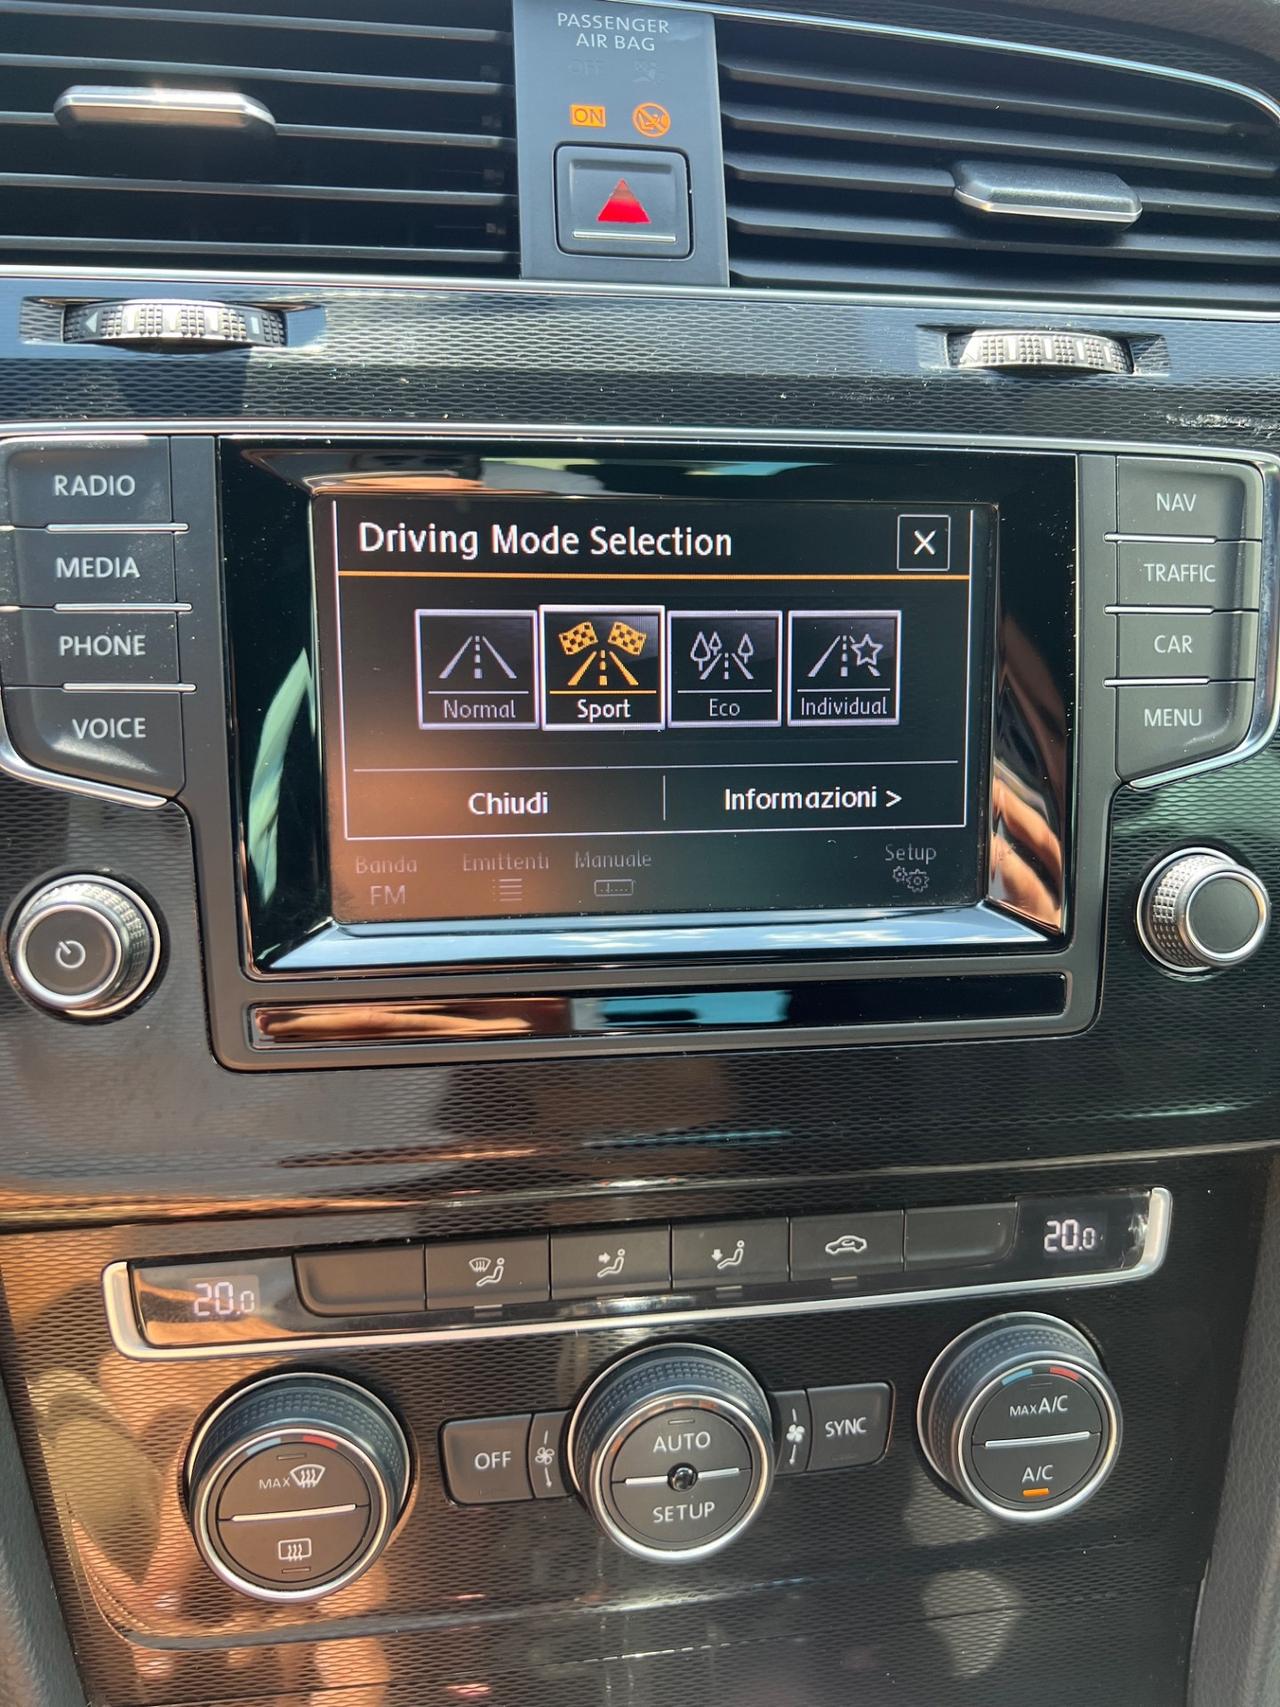 PASSENGER
AIR BAG
OFF
ON
RADIO
MEDIA
PHONE
VOICE
Driving Mode Selection
Normal
Sport
Eco
Individual
Chiudi
Informazioni >
Banda
FM
Emittenti
Manuale
Setup
NAV
TRAFFIC
CAR
MENU
20.0
20.0
MAX
OFF
AUTO
SETUP
SYNC
MAX A/C
A/C